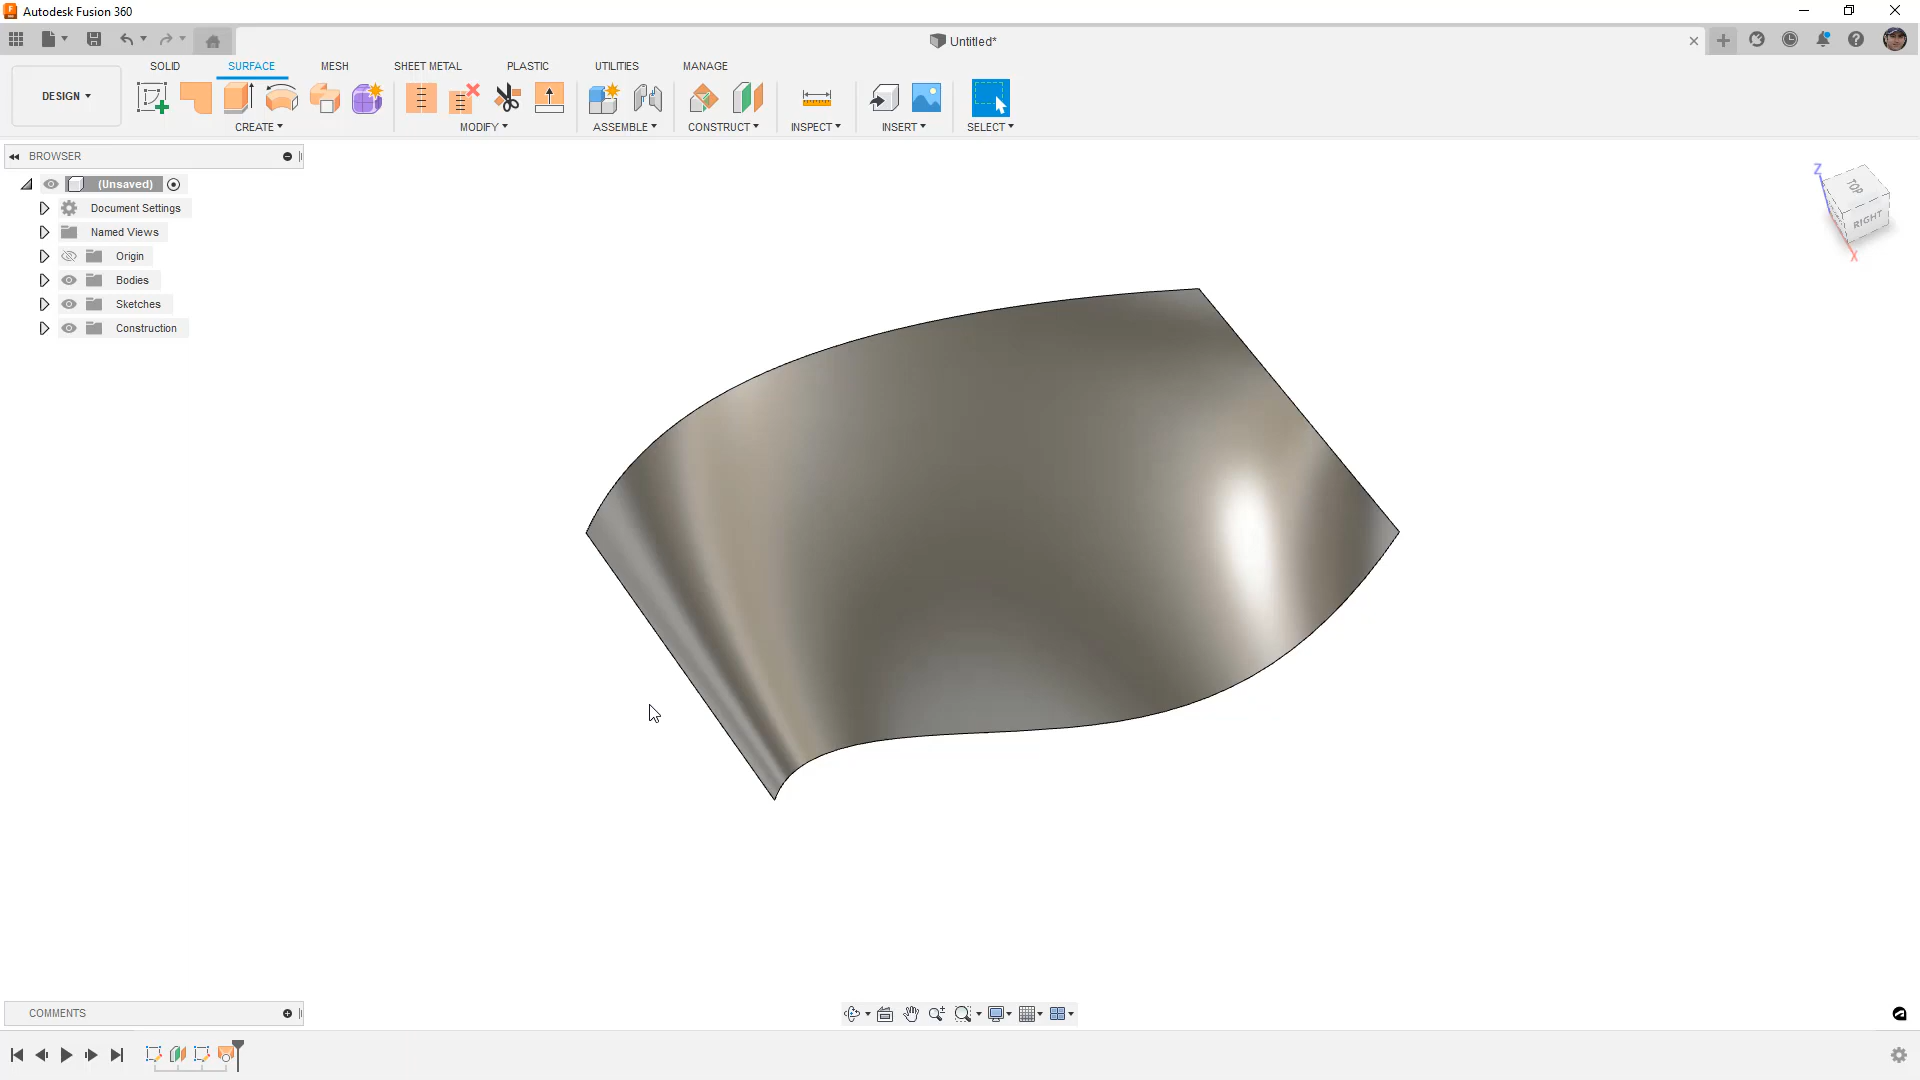 Autodesk Fusion 360
Untitled*
SOLID SURFACE MESH SHEET METAL PLASTIC UTILITIES MANAGE
DESIGN
CREATE MODIFY ASSEMBLE CONSTRUCT INSPECT INSERT SELECT
BROWSER
(Unsaved)
Document Settings
Named Views
Origin
Bodies
Sketches
Construction
Z
TOP
RIGHT
X
COMMENTS